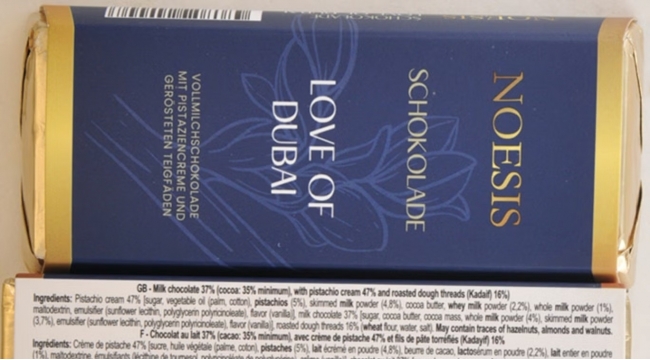 NOESIS
SCHOKOLADE
LOVE OF
DUBAI
VOLLMILCHSCHOKOLADE
MIT PISTAZIENCREME UND
GERÖSTETEN TEIGFÄDEN
GB - Milk chocolate 37% (cocoa: 35% minimum), with pistachio cream 47% and roasted dough threads (Kadaif) 16%
Ingredients: Pistachio cream 47% [sugar, vegetable oil (palm, cotton), pistachios (5%), skimmed milk powder (4,8%), cocoa butter, whey milk powder (2,2%), whole milk powder (1%),
maltodextrin, emulsifier (sunflower lecithin, polyglycerin polyricinoleate), flavor (vanilla)], milk chocolate 37% [sugar, cocoa butter, cocoa mass, whole milk powder (4%), skimmed milk powder
(3,7%), emulsifier (sunflower lecithin, polyglycerin polyricinoleate), flavor (vanilla)], roasted dough threads 16% (wheat flour, water, salt). May contain traces of hazelnuts, almonds and walnuts.
F - Chocolat au lait 37% (cacao: 35% minimum), avec crème de pistache 47% et fils de pâte torrefiés (Kadaif) 16%
Ingrédients: Crème de pistache 47% [sucre, huile végétale (palme, coton), pistaches (5%), lait écrémé en poudre (4,8%), beurre de cacao, lactosérum en poudre (2,2%), lait entier en poudre